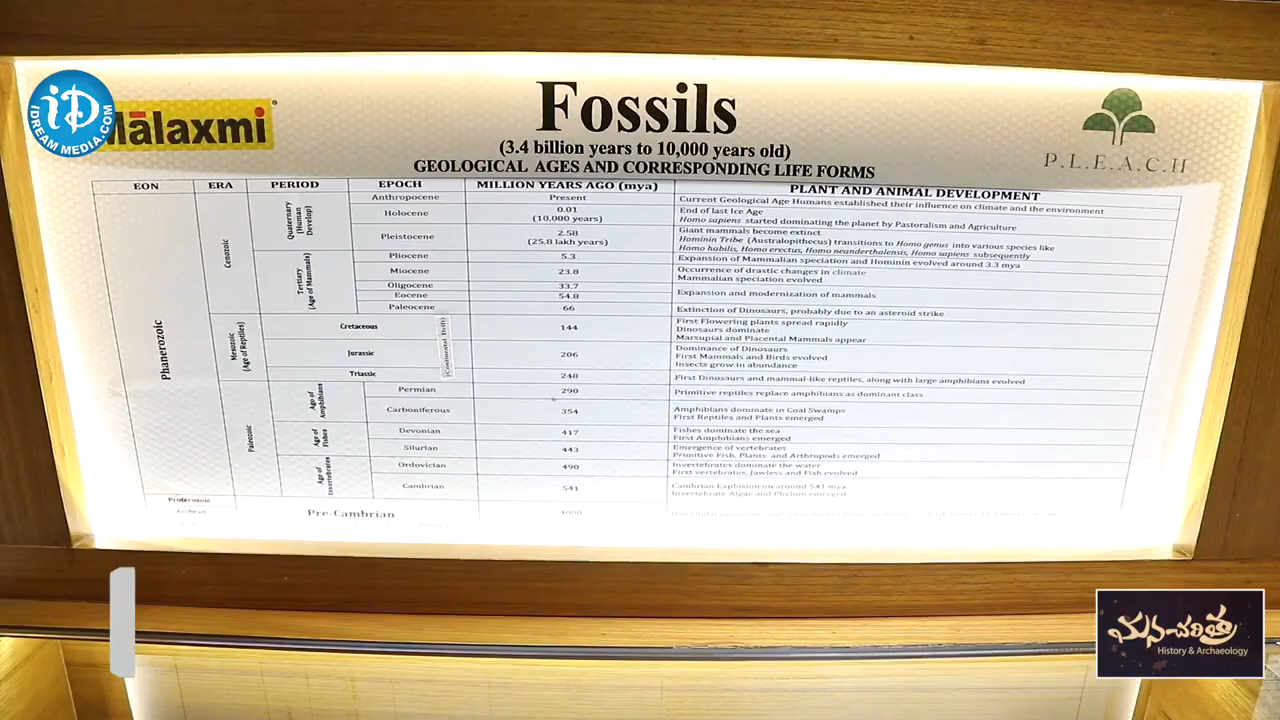 iD
IDREAM MEDIA.COM
Mālaxmi
Fossils
(3.4 billion years to 10,000 years old)
GEOLOGICAL AGES AND CORRESPONDING LIFE FORMS
P.L.E.A.C.H
EON ERA PERIOD EPOCH MILLION YEARS AGO (mya) PLANT AND ANIMAL DEVELOPMENT
Phanerozoic
Cenozoic
Quaternary
(Human
Develop)
Anthropocene Present Current Geological Age Humans established their influence on climate and the environment
Holocene 0.01
(10,000 years)
End of last Ice Age
Homo sapiens started dominating the planet by Pastoralism and Agriculture
Pleistocene 2.58
(25.8 lakh years)
Giant mammals become extinct
Hominin Tribe (Australopithecus) transitions to Homo genus into various species like
Homo habilis, Homo erectus, Homo neanderthalensis, Homo sapiens subsequently
Tertiary
(Age of Mammals)
Pliocene 5.3 Expansion of Mammalian speciation and Hominin evolved around 3.3 mya
Miocene 23.8 Occurrence of drastic changes in climate
Mammalian speciation evolved
Oligocene 33.7
Eocene 54.8
Expansion and modernization of mammals
Paleocene 66 Extinction of Dinosaurs, probably due to an asteroid strike
Mesozoic
(Age of Reptiles)
Cretaceous 144
First Flowering plants spread rapidly
Dinosaurs dominate
Marsupial and Placental Mammals appear
(Continental Drift)
Jurassic 206
Dominance of Dinosaurs
First Mammals and Birds evolved
Insects grow in abundance
Triassic 248 First Dinosaurs and mammal-like reptiles, along with large amphibians evolved
Paleozoic
Age of
Amphibians
Permian 290 Primitive reptiles replace amphibians as dominant class
Carboniferous 354 Amphibians dominate in Coal Swamps
First Reptiles and Plants emerged
Age of
Fishes
Devonian 417 Fishes dominate the sea
First Amphibians emerged
Silurian 443 Emergence of vertebrates
Primitive Fish, Plants, and Arthropods emerged
Age of
Invertebrates
Ordovician 490 Invertebrates dominate the water
First vertebrates, Jawless and Fish evolved
Cambrian 541 Cambrian Explosion on around 541 mya
Invertebrate Algae and Phylum emerged
Proterozoic
Archean
Pre-Cambrian 4000
మనచరిత్ర
History & Archaeology